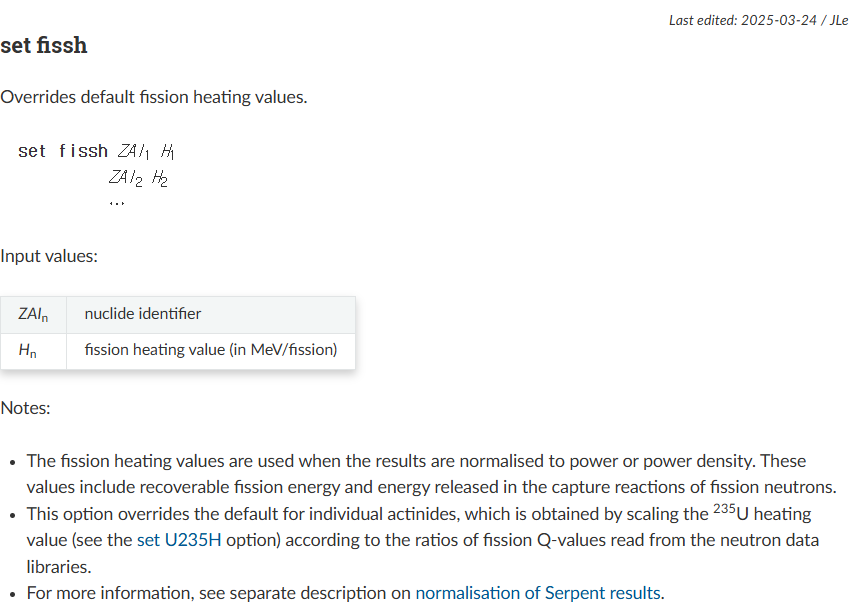 Last edited: 2025-03-24 / JLe
set fissh
Overrides default fission heating values.
set fissh ZAI1 H1
ZAI2 H2
...
Input values:
ZAIn nuclide identifier
Hn fission heating value (in MeV/fission)
Notes:
• The fission heating values are used when the results are normalised to power or power density. These
values include recoverable fission energy and energy released in the capture reactions of fission neutrons.
• This option overrides the default for individual actinides, which is obtained by scaling the 235U heating
value (see the set U235H option) according to the ratios of fission Q-values read from the neutron data
libraries.
• For more information, see separate description on normalisation of Serpent results.